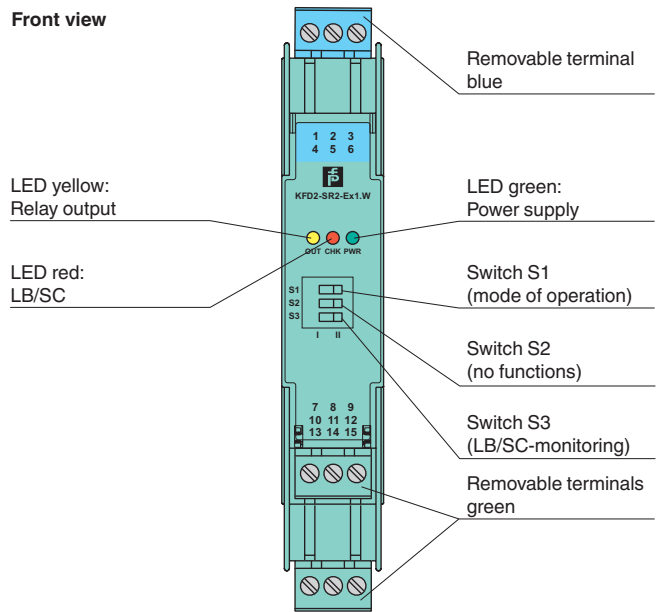 Front view
Removable terminal
blue
1 2 3
4 5 6
KFD2-SR2-Ex1.W
LED yellow:
Relay output
LED green:
Power supply
OUT CHK PWR
LED red:
LB/SC
Switch S1
(mode of operation)
S1
S2
S3
I II
Switch S2
(no functions)
7 8 9
10 11 12
13 14 15
Switch S3
(LB/SC-monitoring)
Removable terminals
green